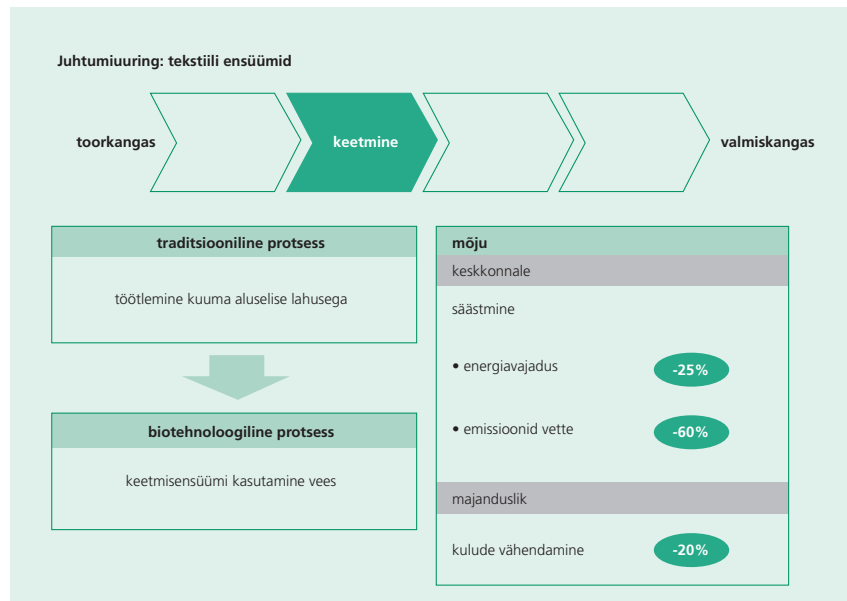 Juhtumiuuring: tekstiili ensüümid
toorkangas
keetmine
valmiskangas
traditsiooniline protsess
töötlemine kuuma aluselise lahusega
biotehnoloogiline protsess
keetmisensüümi kasutamine vees
mõju
keskkonnale
säästmine
• energiavajadus -25%
• emissioonid vette -60%
majanduslik
kulude vähendamine -20%